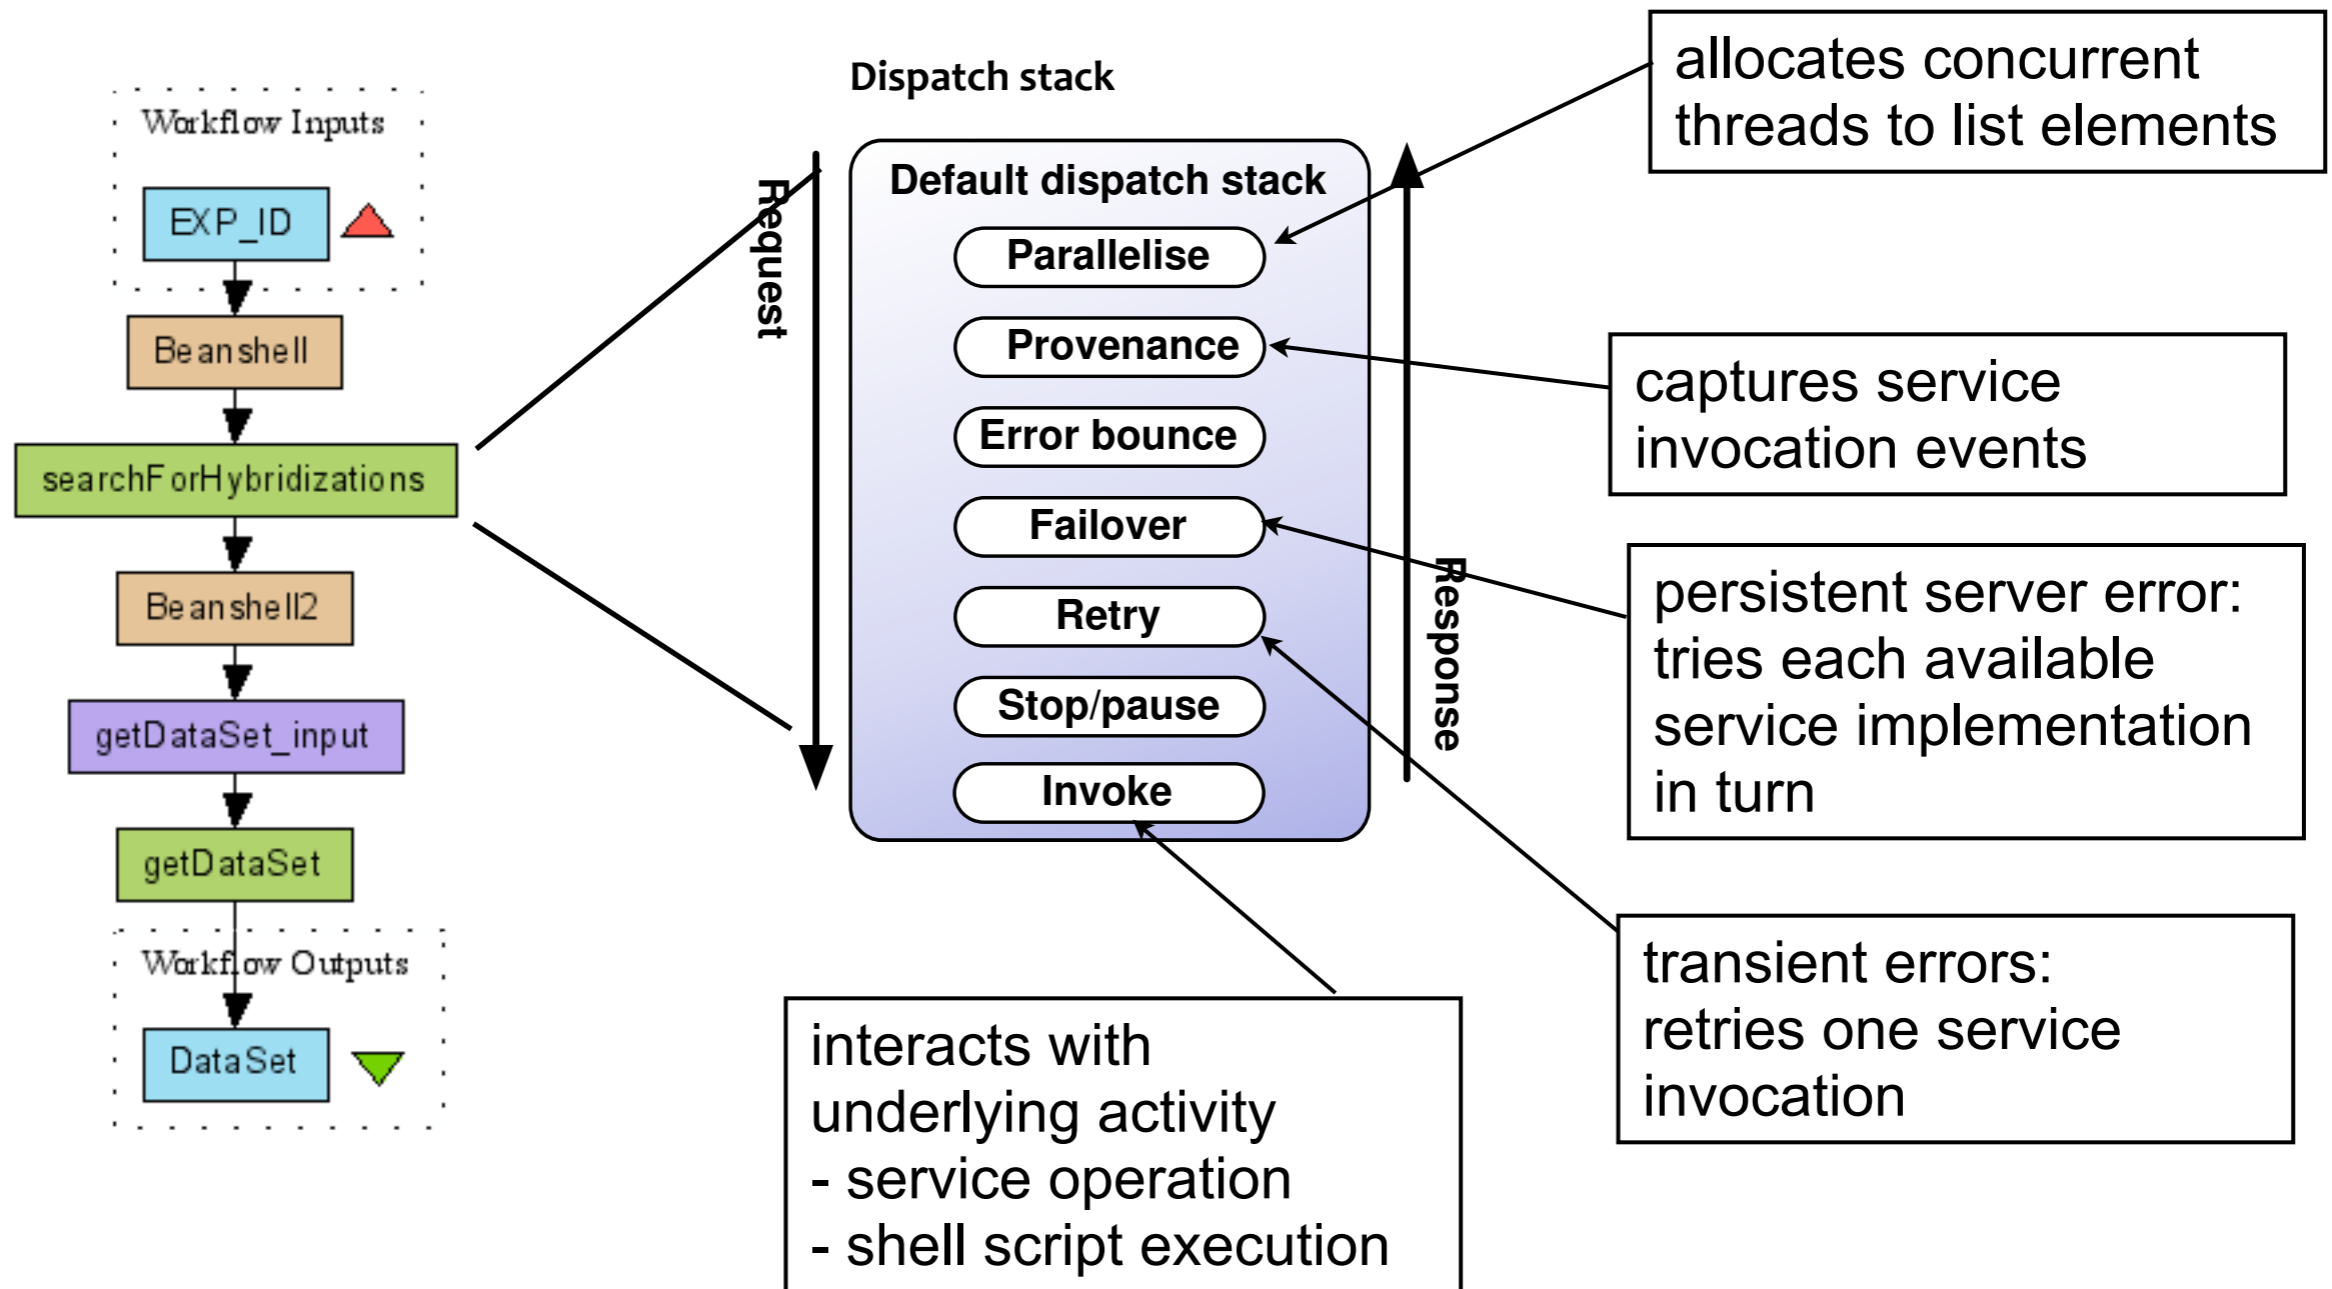 Workflow Inputs
EXP_ID
Beanshell
searchForHybridizations
Beanshell2
getDataSet_input
getDataSet
Workflow Outputs
DataSet
Dispatch stack
Request
Default dispatch stack
Parallelise
Provenance
Error bounce
Failover
Retry
Stop/pause
Invoke
Response
allocates concurrent
threads to list elements
captures service
invocation events
persistent server error:
tries each available
service implementation
in turn
transient errors:
retries one service
invocation
interacts with
underlying activity
- service operation
- shell script execution